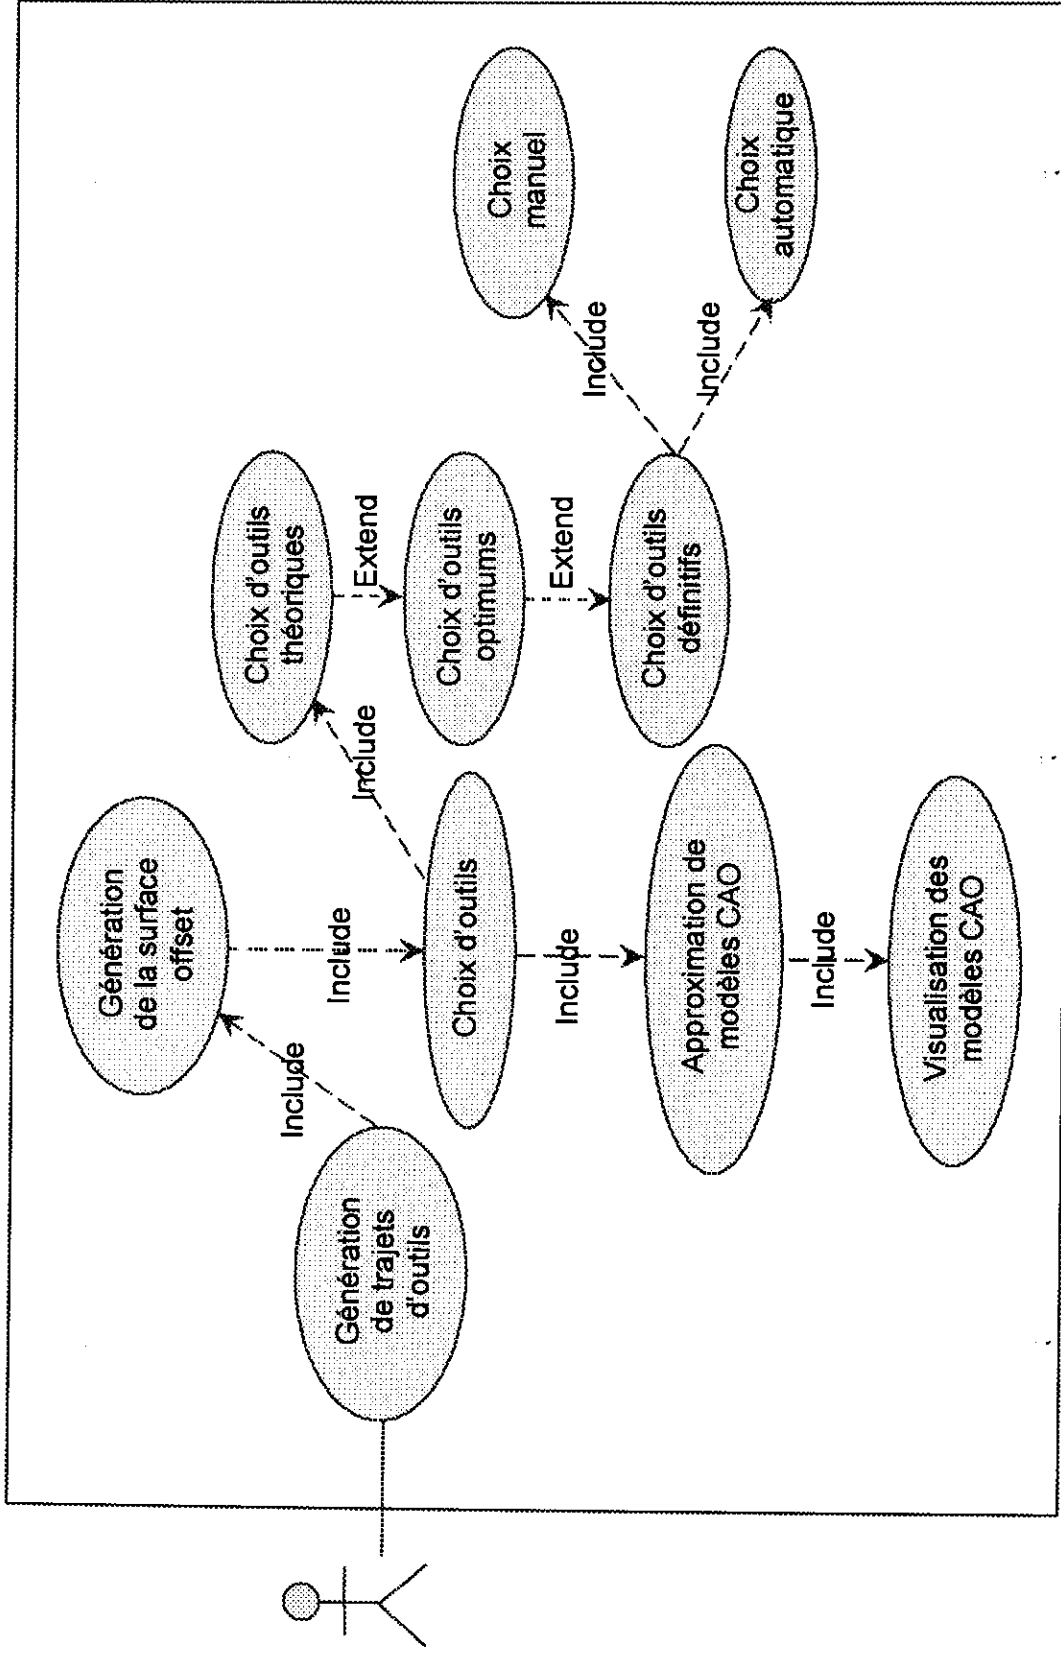 Génération
de trajets
d'outils
Include
Génération
de la surface
offset
Include
Choix d'outils
Include
Approximation de
modèles CAO
Include
Visualisation des
modèles CAO
Include
Choix d'outils
théoriques
Extend
Choix d'outils
optimums
Extend
Choix d'outils
définitifs
Include
Choix
manuel
Include
Choix
automatique